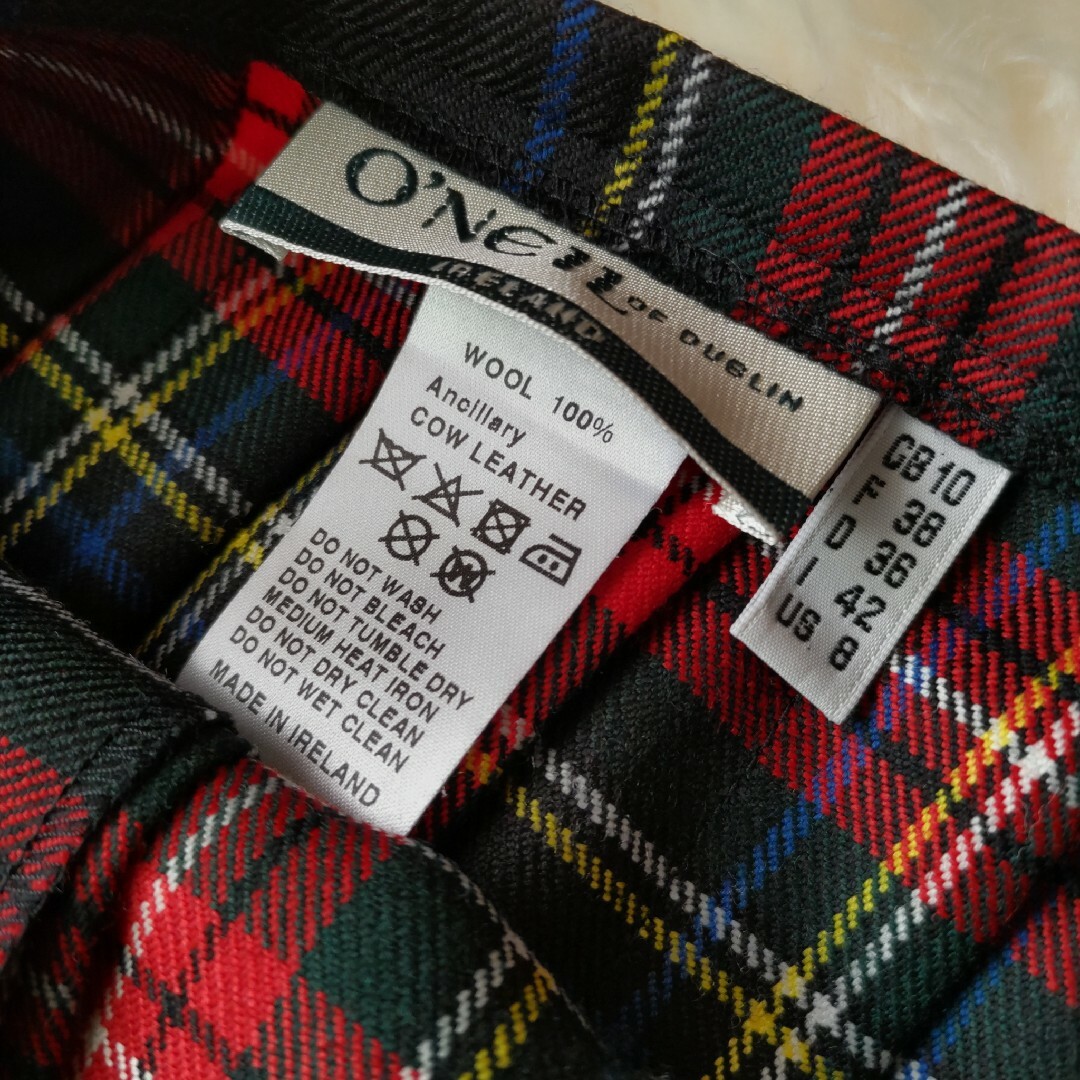 O'NEIL OF DUBLIN
IRELAND
WOOL 100%
Ancillary
COW LEATHER
W
DO NOT WASH
DO NOT BLEACH
DO NOT TUMBLE DRY
MEDIUM HEAT IRON
DO NOT DRY CLEAN
DO NOT WET CLEAN
MADE IN IRELAND
GB 10
F 38
D 36
I 42
US 8